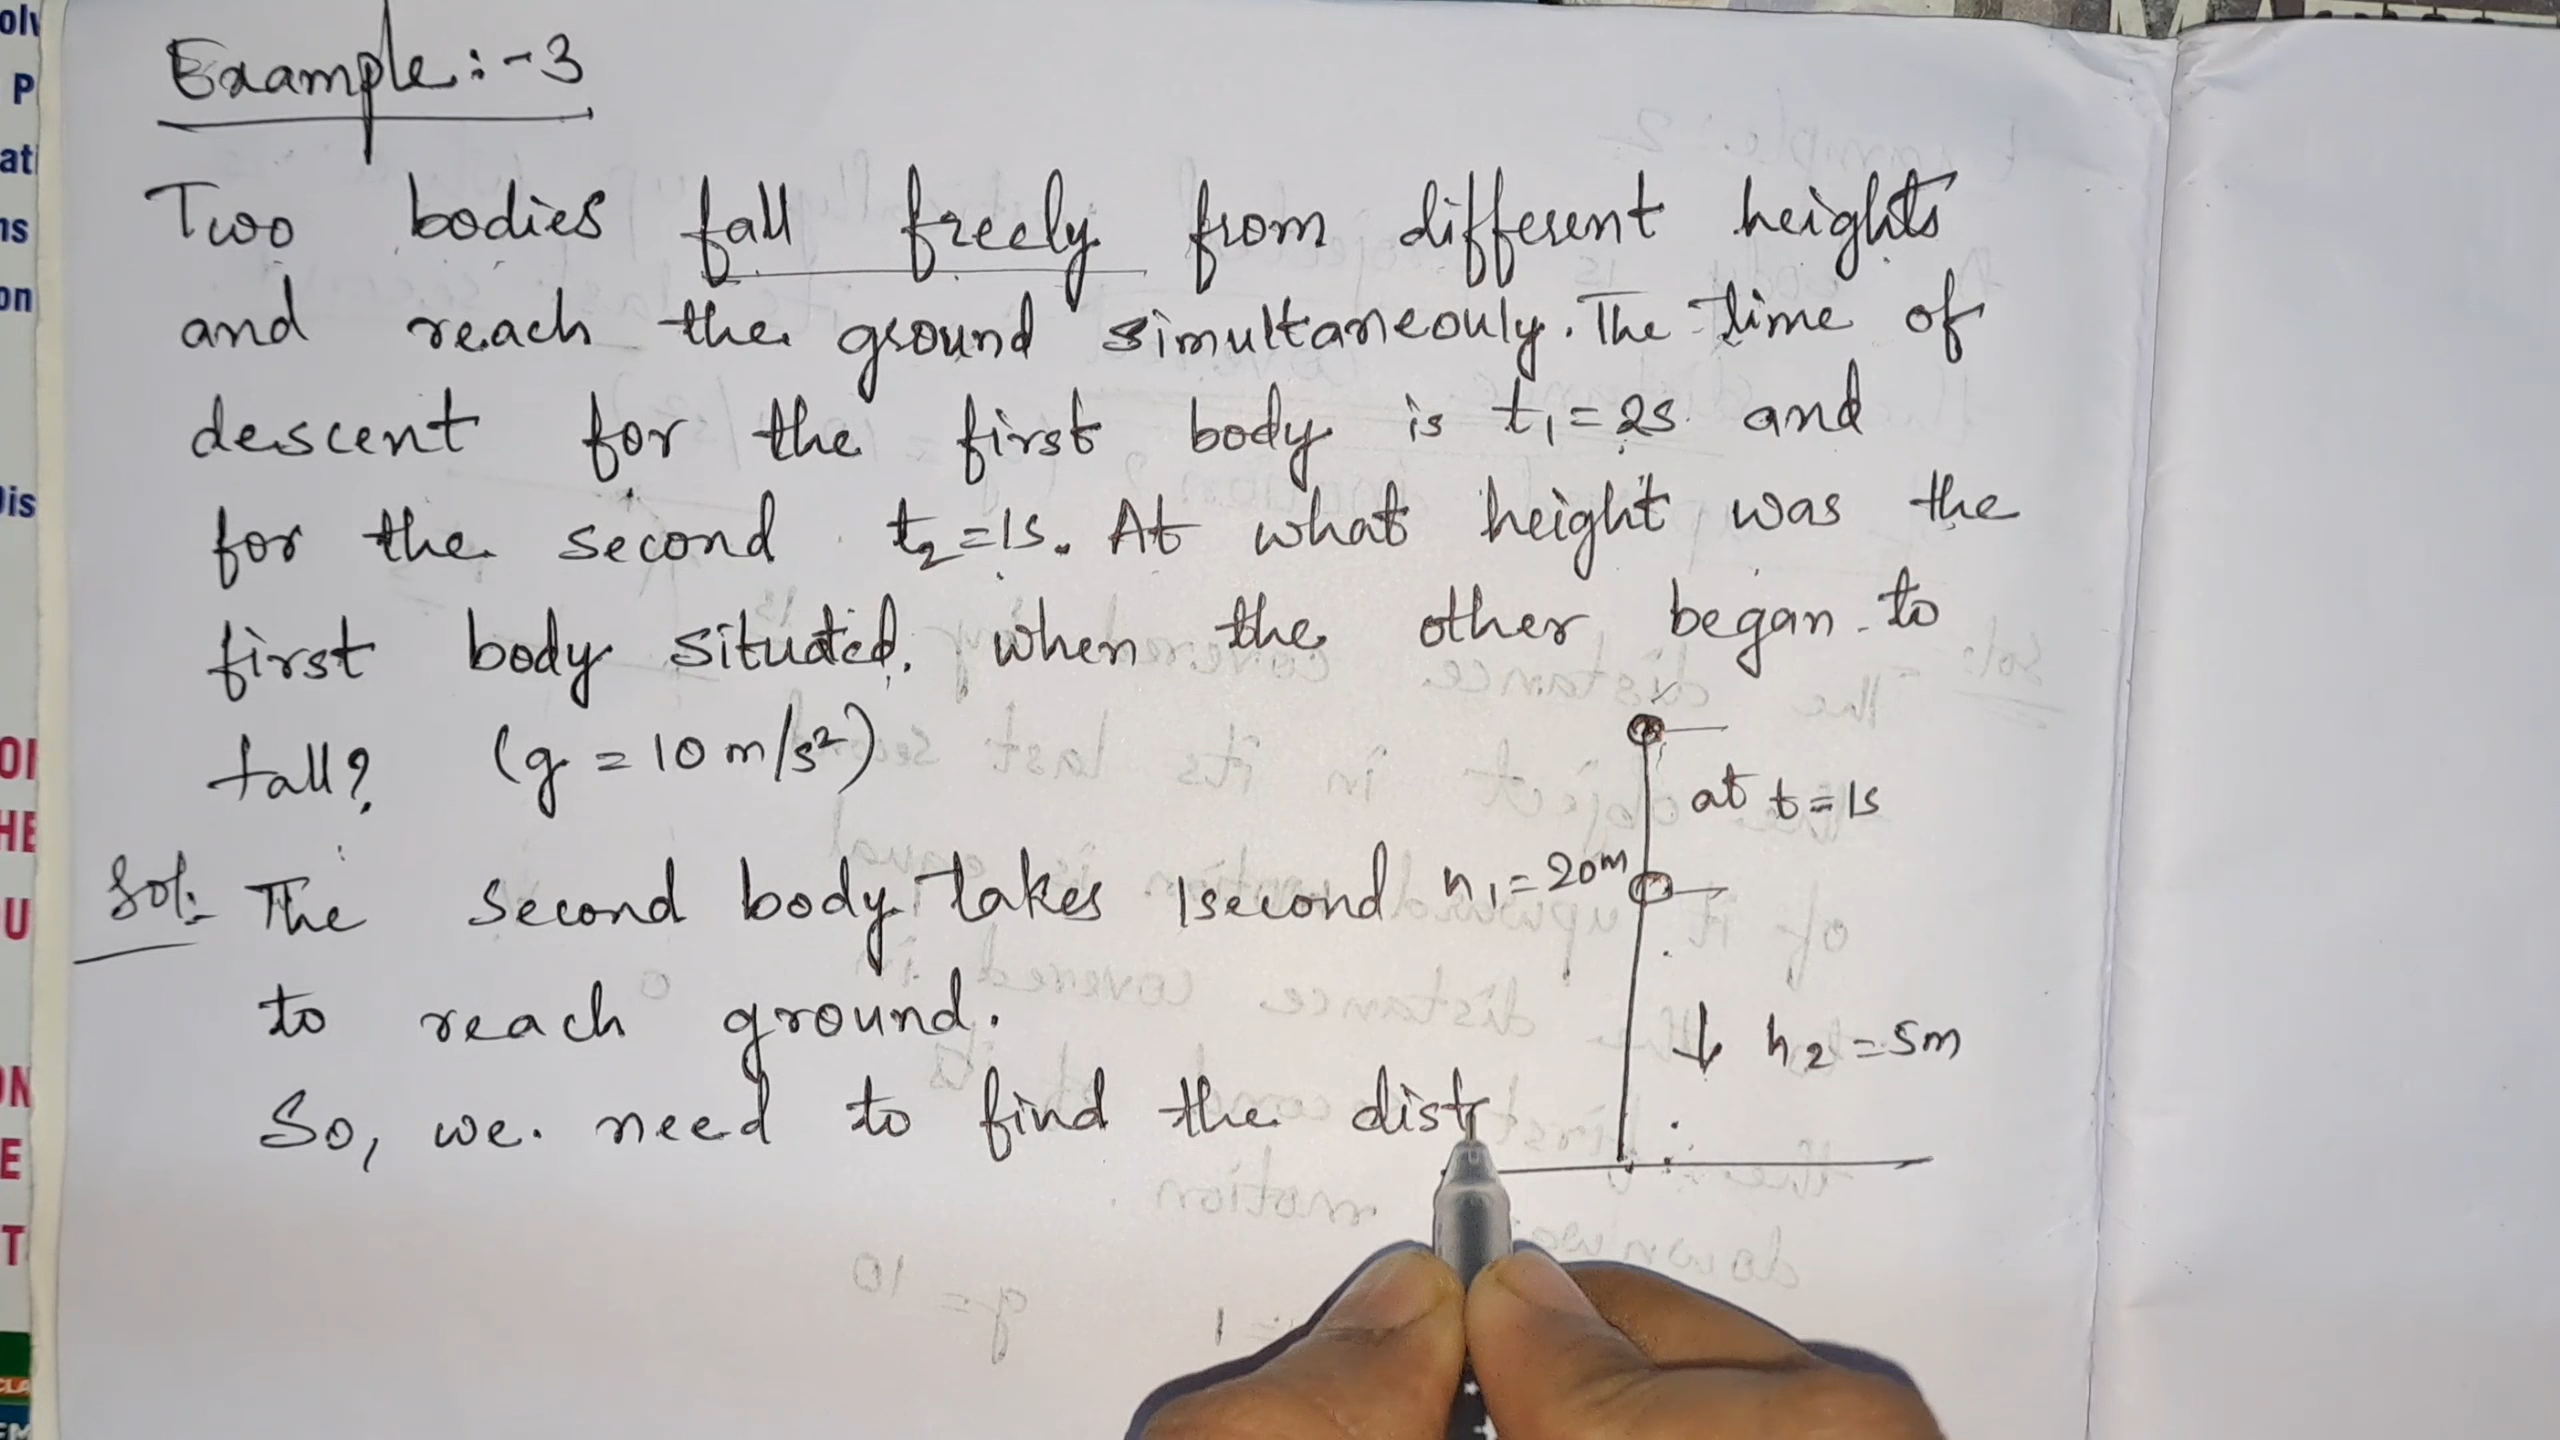 Example:-3
Two bodies fall freely from different heights
and reach the ground simultaneouly. The time of
descent for the first body is t₁=2s and
for the second t₂=1s. At what height was the
first body situated, when the other began to
fall? (g = 10 m/s²)
at t=1s
Sol:- The second body takes 1second
h₁=20m
to reach ground.
h₂=5m
So, we need to find the dist